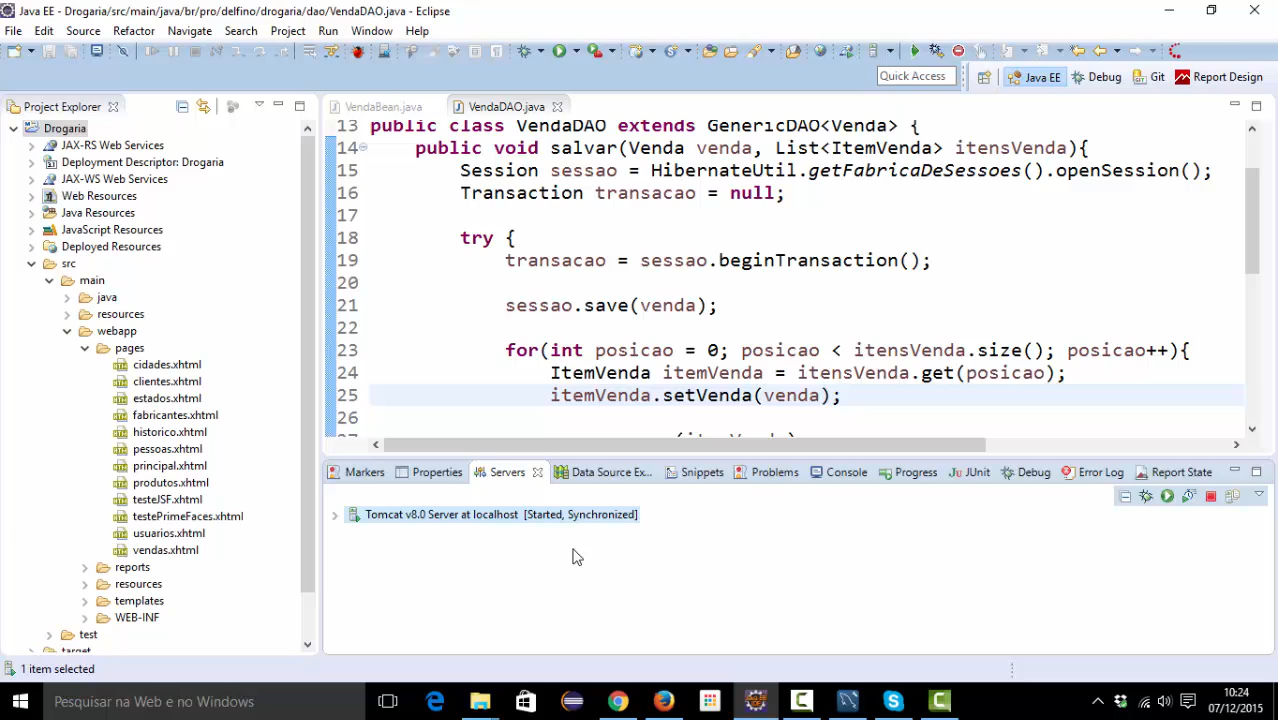 Java EE - Drogaria/src/main/java/br/pro/delfino/drogaria/dao/VendaDAO.java - Eclipse
File Edit Source Refactor Navigate Search Project Run Window Help
Quick Access Java EE Debug Git Report Design
Project Explorer
VendaBean.java VendaDAO.java
Drogaria
JAX-RS Web Services
Deployment Descriptor: Drogaria
JAX-WS Web Services
Web Resources
Java Resources
JavaScript Resources
Deployed Resources
src
main
java
resources
webapp
pages
cidades.xhtml
clientes.xhtml
estados.xhtml
fabricantes.xhtml
historico.xhtml
pessoas.xhtml
principal.xhtml
produtos.xhtml
testeJSF.xhtml
testePrimeFaces.xhtml
usuarios.xhtml
vendas.xhtml
reports
resources
templates
WEB-INF
test
target
13 public class VendaDAO extends GenericDAO<Venda> {
14 public void salvar(Venda venda, List<ItemVenda> itensVenda){
15 Session sessao = HibernateUtil.getFabricaDeSessoes().openSession();
16 Transaction transacao = null;
17
18 try {
19 transacao = sessao.beginTransaction();
20
21 sessao.save(venda);
22
23 for(int posicao = 0; posicao < itensVenda.size(); posicao++){
24 ItemVenda itemVenda = itensVenda.get(posicao);
25 itemVenda.setVenda(venda);
26
27 (itemVenda)
Markers Properties Servers Data Source Ex... Snippets Problems Console Progress JUnit Debug Error Log Report State
Tomcat v8.0 Server at localhost [Started, Synchronized]
1 item selected
Pesquisar na Web e no Windows
10:24
07/12/2015